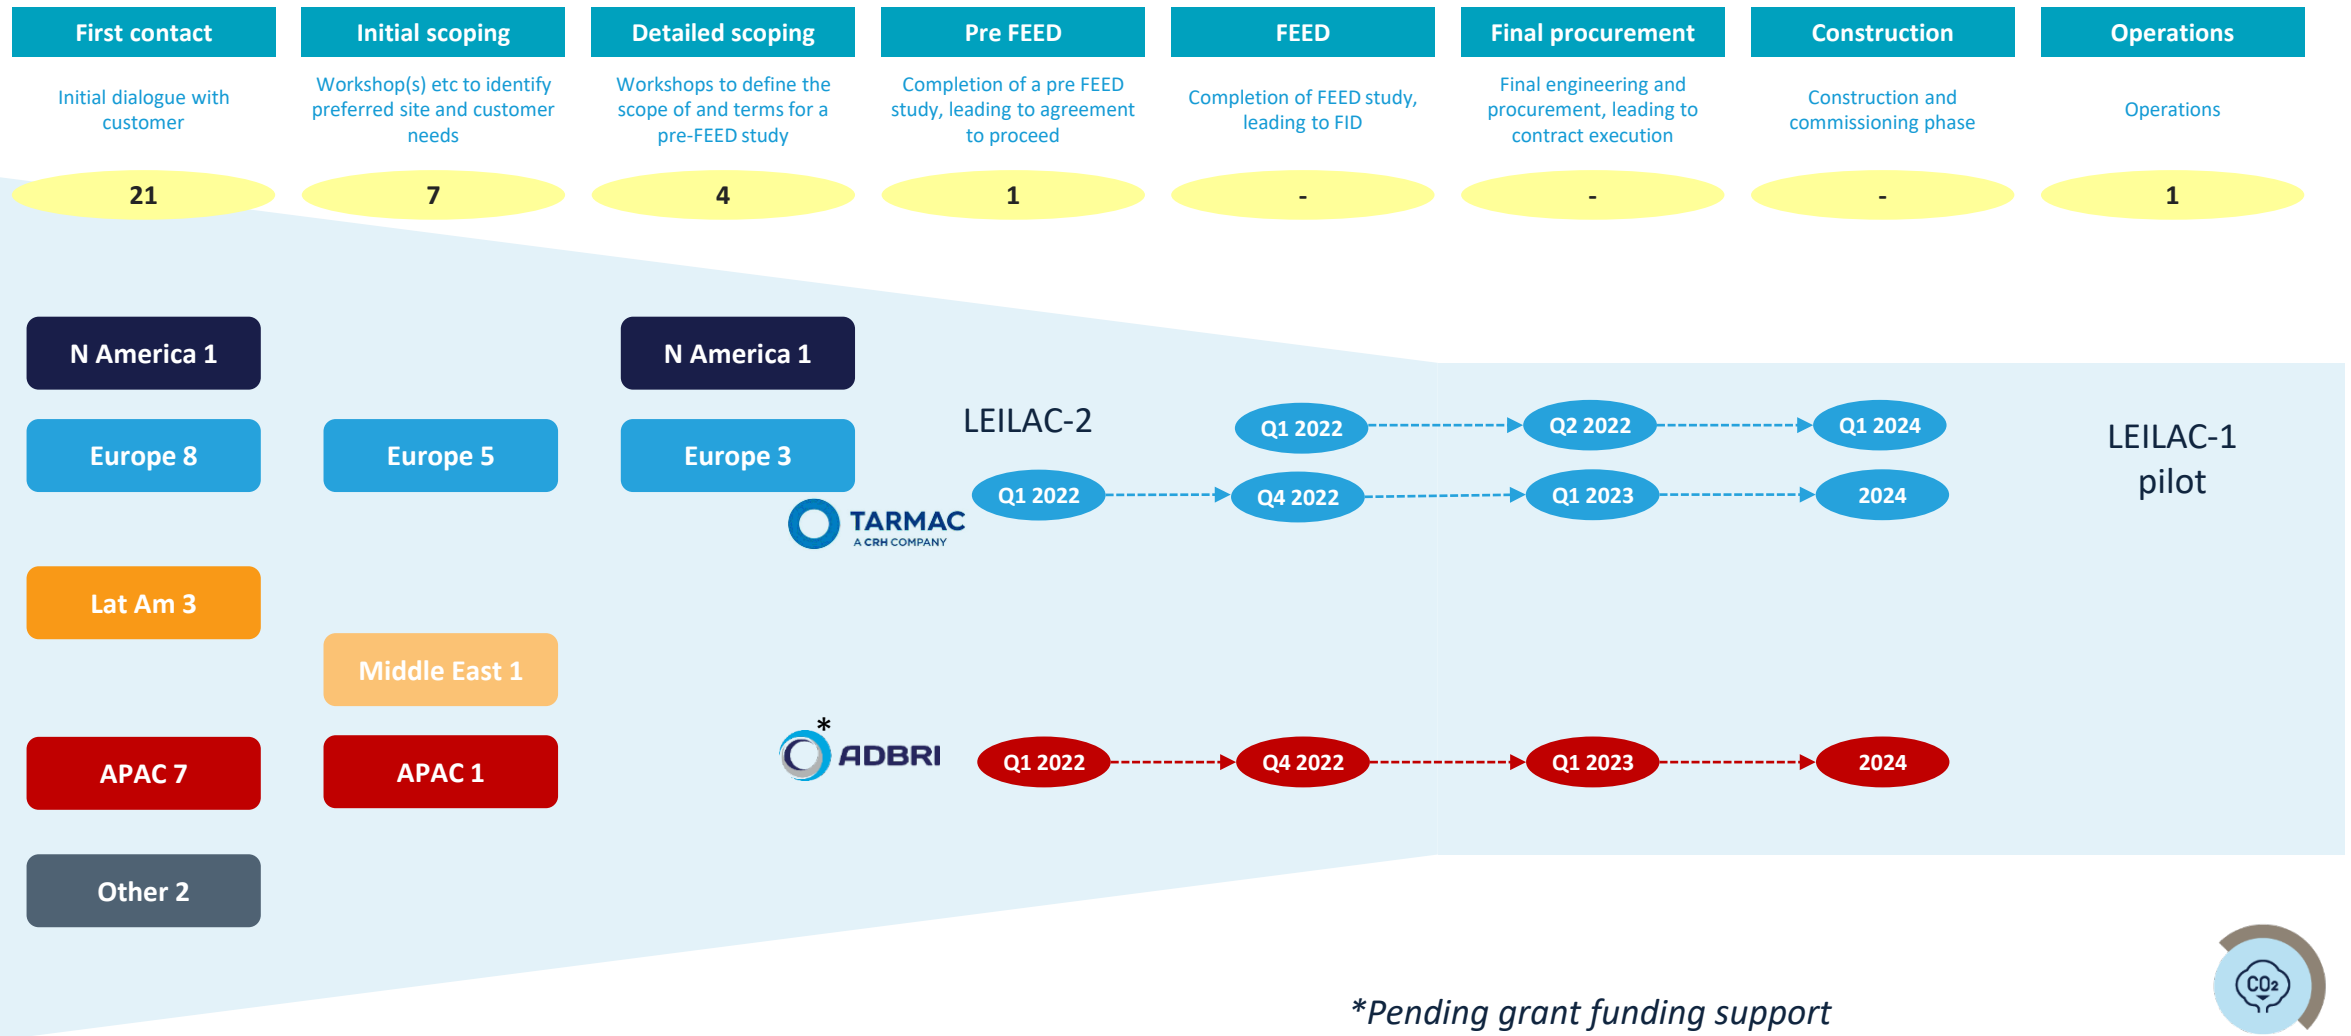 First contact
Initial scoping
Detailed scoping
Pre FEED
FEED
Final procurement
Construction
Operations
Initial dialogue with
customer
Workshop(s) etc to identify
preferred site and customer
needs
Workshops to define the
scope of and terms for a
pre-FEED study
Completion of a pre FEED
study, leading to agreement
to proceed
Completion of FEED study,
leading to FID
Final engineering and
procurement, leading to
contract execution
Construction and
commissioning phase
Operations
21
7
4
1
-
-
-
1
N America 1
N America 1
Europe 8
Europe 5
Europe 3
LEILAC-2
Q1 2022
Q2 2022
Q1 2024
LEILAC-1
pilot
TARMAC
A CRH COMPANY
Q1 2022
Q4 2022
Q1 2023
2024
Lat Am 3
Middle East 1
APAC 7
APAC 1
*
ADBRI
Q1 2022
Q4 2022
Q1 2023
2024
Other 2
*Pending grant funding support
CO2